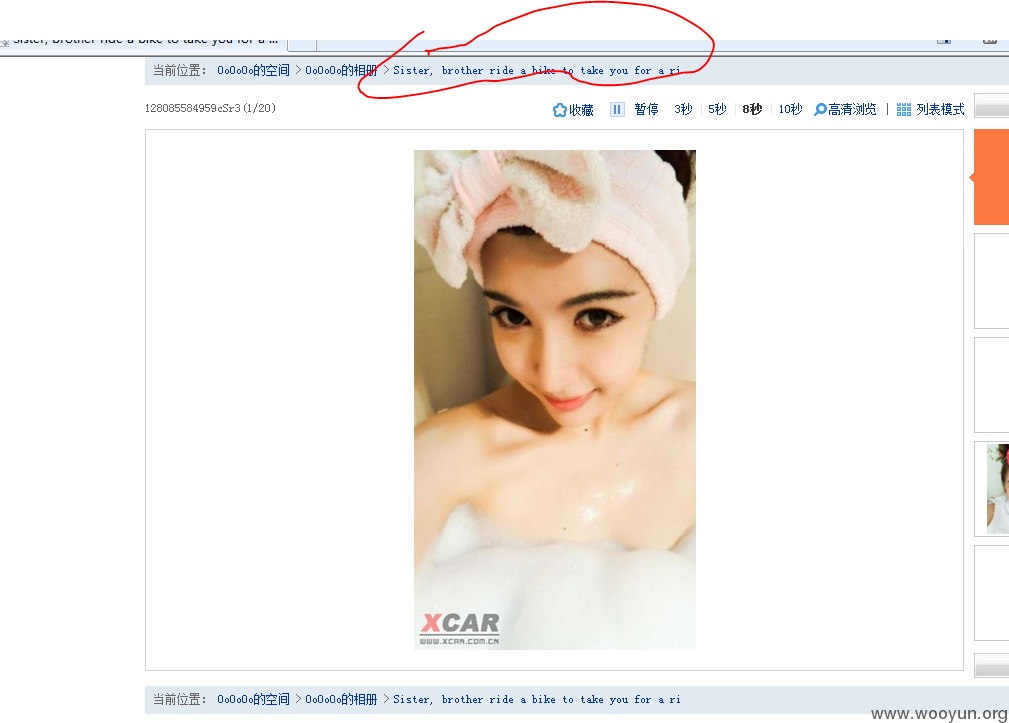 sister, brother ride a bike to take you for a ...
当前位置： OoOoOo的空间 > OoOoOo的相册 > Sister, brother ride a bike to take you for a ri
128085584959cSr3(1/20)
收藏 暂停 3秒 | 5秒 | 8秒 | 10秒 高清浏览 | 列表模式
XCAR
WWW.XCAR.COM.CN
当前位置： OoOoOo的空间 > OoOoOo的相册 > Sister, brother ride a bike to take you for a ri
www.wooyun.org